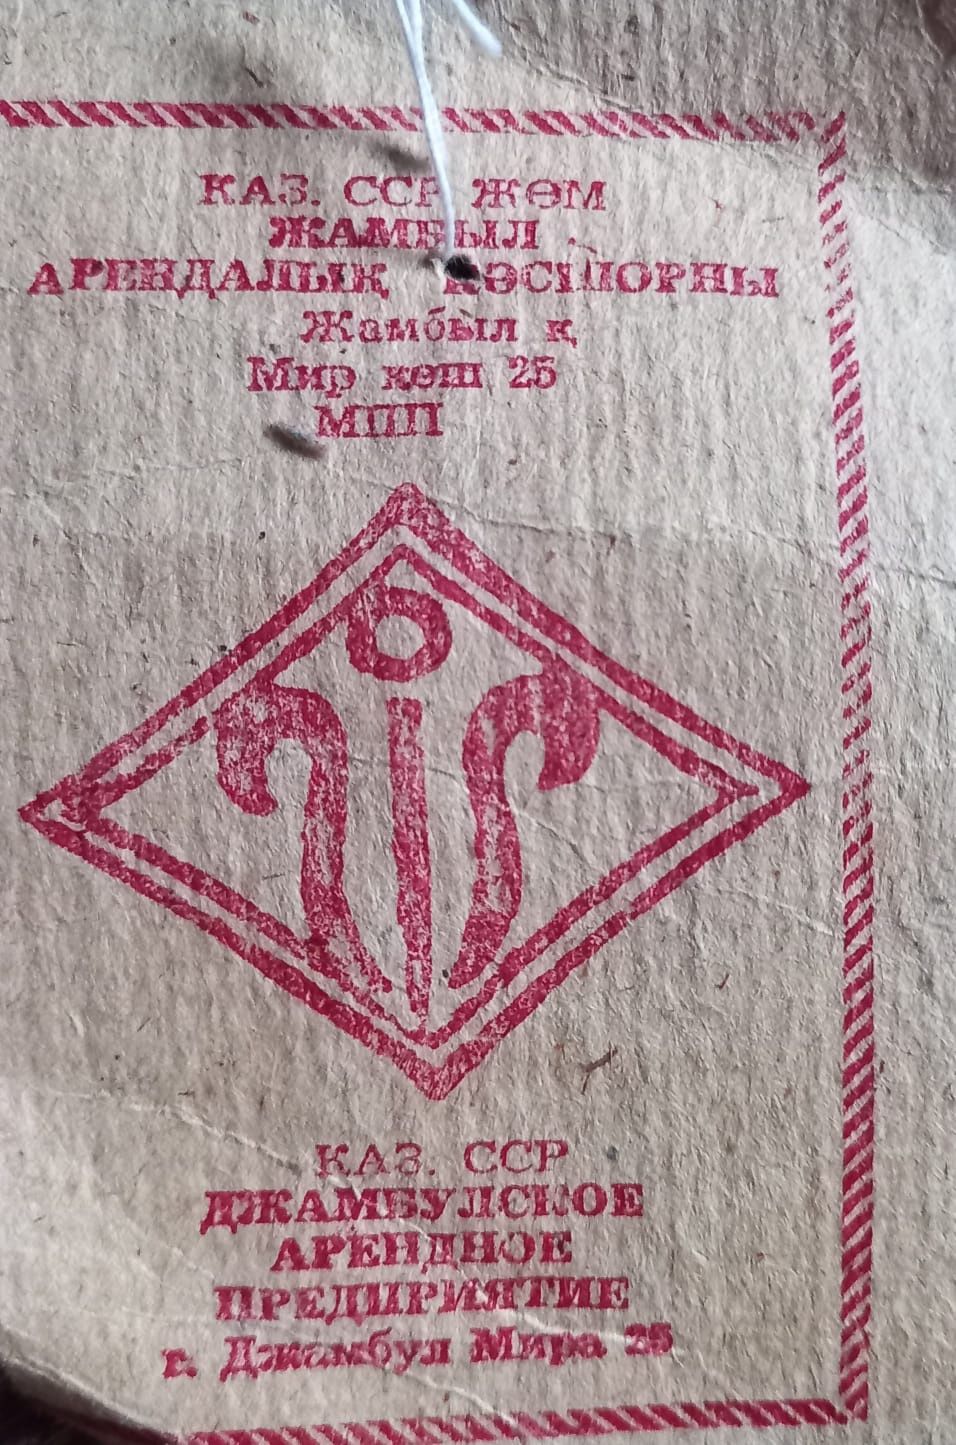 КАЗ. ССР ЖӨМ
ЖАМБЫЛ
АРЕНДАЛЫҚ КӘСІПОРНЫ
Жамбыл қ
Мир көш 25
МПП
КАЗ. ССР
ДЖАМБУЛСКОЕ
АРЕНДНОЕ
ПРЕДПРИЯТИЕ
г. Джамбул Мира 25